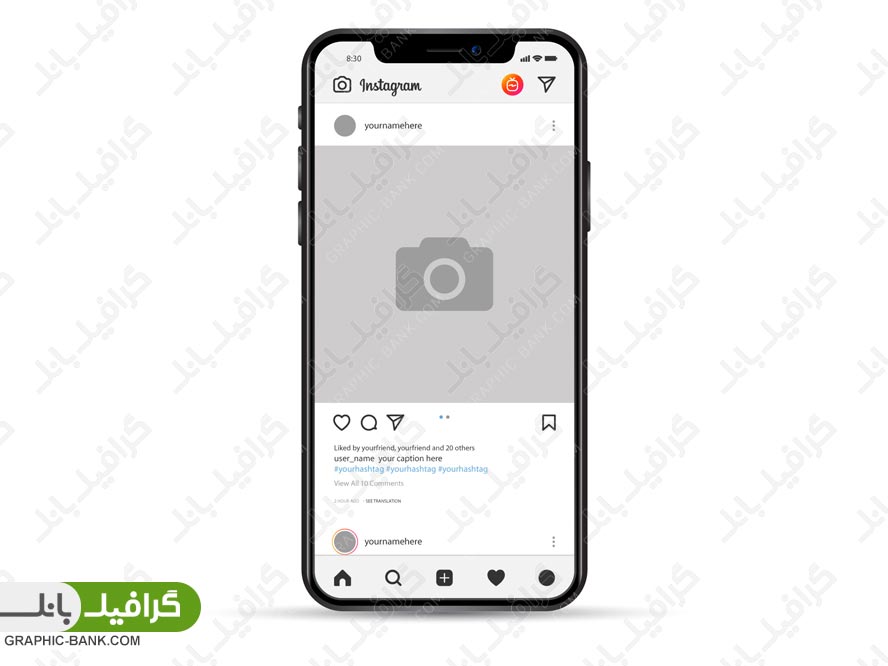 8:30
Instagram
yournamehere
Liked by yourfriend, yourfriend and 20 others
user_name your caption here
#yourhashtag #yourhashtag #yourhashtag
View All 10 Comments
2 HOUR AGO · SEE TRANSLATION
yournamehere
گرافیک بانک
GRAPHIC-BANK.COM